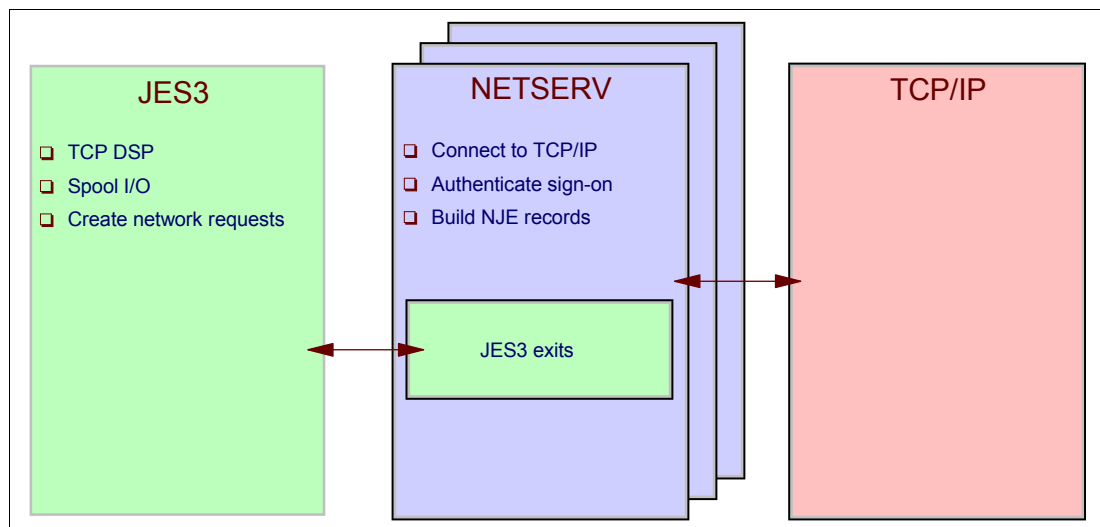 JES3
TCP DSP
Spool I/O
Create network requests
NETSERV
Connect to TCP/IP
Authenticate sign-on
Build NJE records
JES3 exits
TCP/IP